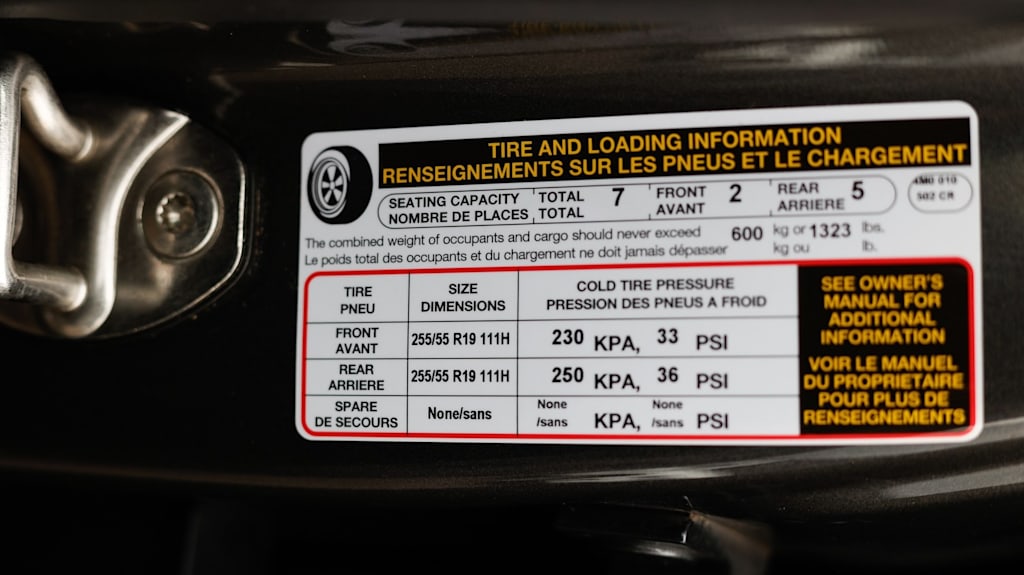 TIRE AND LOADING INFORMATION
RENSEIGNEMENTS SUR LES PNEUS ET LE CHARGEMENT
SEATING CAPACITY TOTAL 7 FRONT 2 REAR 5
NOMBRE DE PLACES TOTAL AVANT ARRIERE
4M0 010
502 CR
The combined weight of occupants and cargo should never exceed 600 kg or 1323 lbs.
Le poids total des occupants et du chargement ne doit jamais dépasser kg ou lb.
TIRE SIZE COLD TIRE PRESSURE
PNEU DIMENSIONS PRESSION DES PNEUS A FROID
FRONT
AVANT 255/55 R19 111H 230 KPA, 33 PSI
REAR
ARRIERE 255/55 R19 111H 250 KPA, 36 PSI
SPARE None None
DE SECOURS None/sans /sans KPA, /sans PSI
SEE OWNER'S
MANUAL FOR
ADDITIONAL
INFORMATION
VOIR LE MANUEL
DU PROPRIETAIRE
POUR PLUS DE
RENSEIGNEMENTS